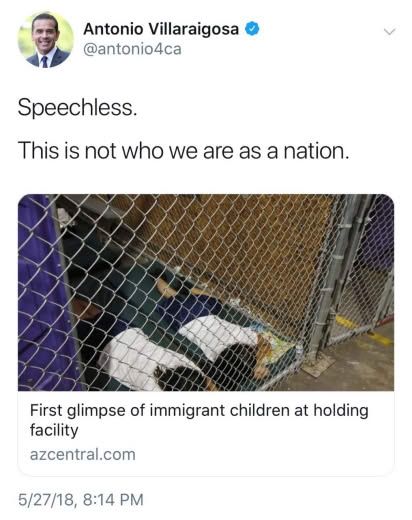 Antonio Villaraigosa
@antonio4ca
Speechless.
This is not who we are as a nation.
First glimpse of immigrant children at holding
facility
azcentral.com
5/27/18, 8:14 PM